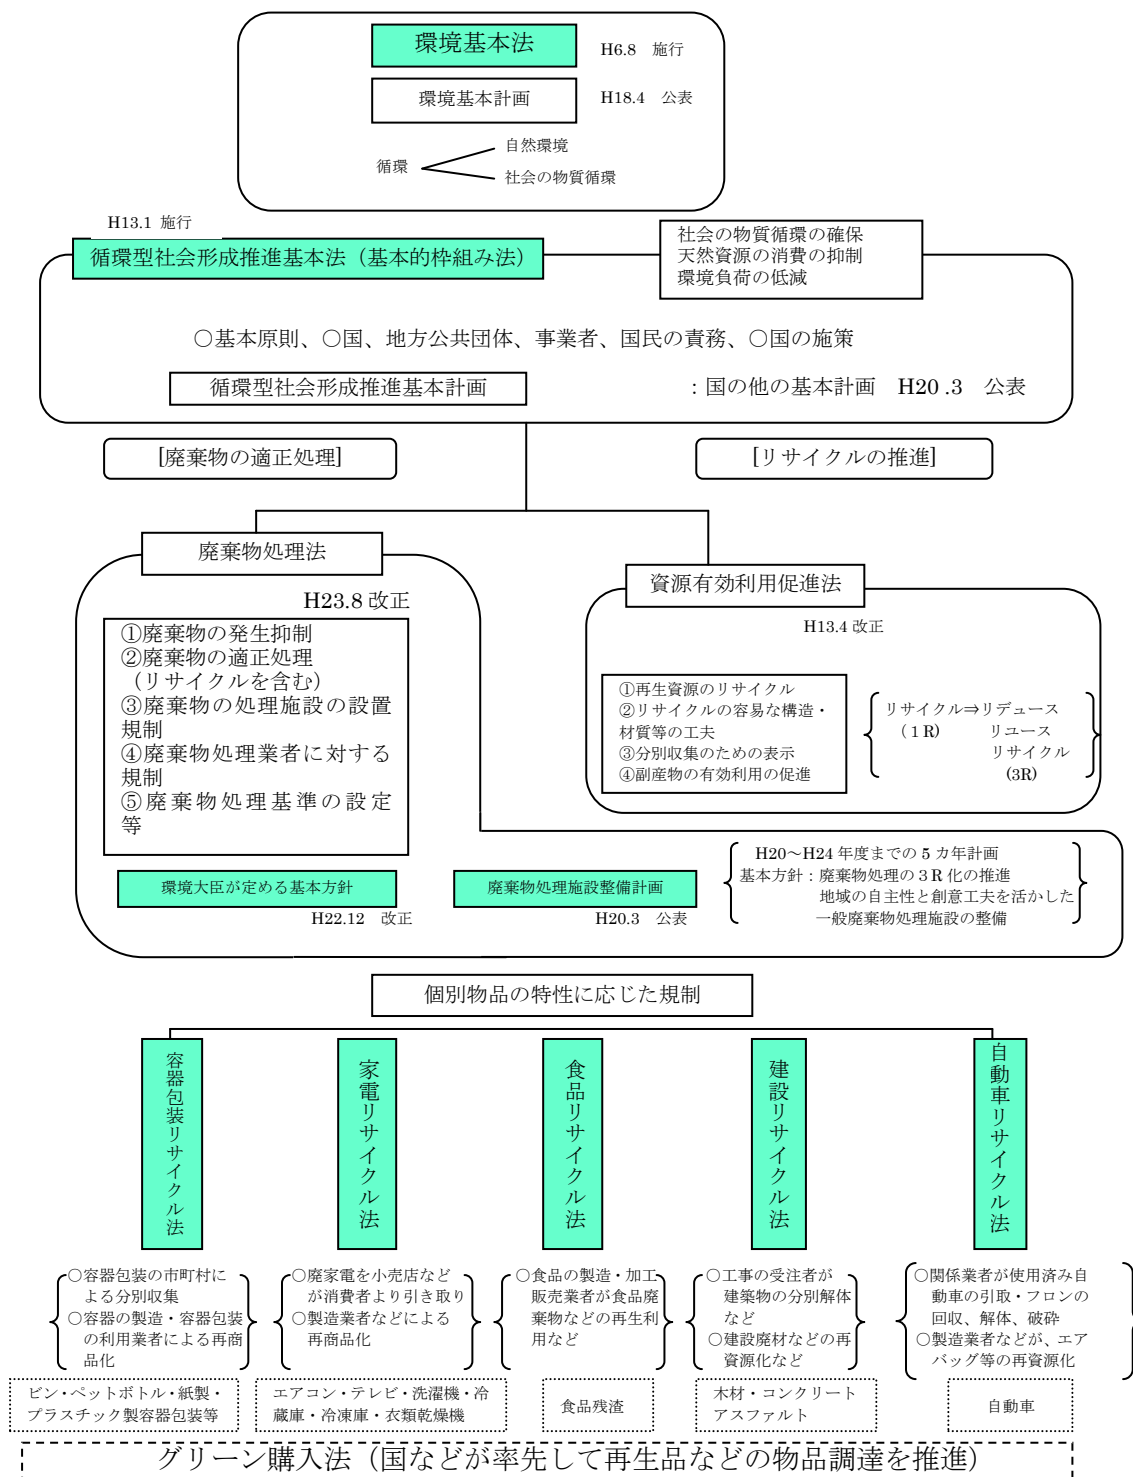 環境基本法
H6.8 施行
環境基本計画
H18.4 公表
循環
自然環境
社会の物質循環
H13.1 施行
循環型社会形成推進基本法（基本的枠組み法）
社会の物質循環の確保
天然資源の消費の抑制
環境負荷の低減
○基本原則、○国、地方公共団体、事業者、国民の責務、○国の施策
循環型社会形成推進基本計画
：国の他の基本計画 H20 .3 公表
[廃棄物の適正処理]
[リサイクルの推進]
廃棄物処理法
H23.8 改正
①廃棄物の発生抑制
②廃棄物の適正処理
（リサイクルを含む）
③廃棄物の処理施設の設置
規制
④廃棄物処理業者に対する
規制
⑤廃棄物処理基準の設定
等
環境大臣が定める基本方針
H22.12 改正
廃棄物処理施設整備計画
H20.3 公表
H20～H24 年度までの 5 カ年計画
基本方針：廃棄物処理の３R 化の推進
地域の自主性と創意工夫を活かした
一般廃棄物処理施設の整備
資源有効利用促進法
H13.4 改正
①再生資源のリサイクル
②リサイクルの容易な構造・
材質等の工夫
③分別収集のための表示
④副産物の有効利用の促進
リサイクル⇒リデュース
（１R) リユース
リサイクル
(3R)
個別物品の特性に応じた規制
容器包装リサイクル法
家電リサイクル法
食品リサイクル法
建設リサイクル法
自動車リサイクル法
○容器包装の市町村に
よる分別収集
○容器の製造・容器包装
の利用業者による再商
品化
○廃家電を小売店など
が消費者より引き取り
○製造業者などによる
再商品化
○食品の製造・加工
販売業者が食品廃
棄物などの再生利
用など
○工事の受注者が
建築物の分別解体
など
○建設廃材などの再
資源化など
○関係業者が使用済み自
動車の引取・フロンの
回収、解体、破砕
○製造業者などが、エア
バッグ等の再資源化
ビン・ペットボトル・紙製・
プラスチック製容器包装等
エアコン・テレビ・洗濯機・冷
蔵庫・冷凍庫・衣類乾燥機
食品残渣
木材・コンクリート
アスファルト
自動車
グリーン購入法（国などが率先して再生品などの物品調達を推進）